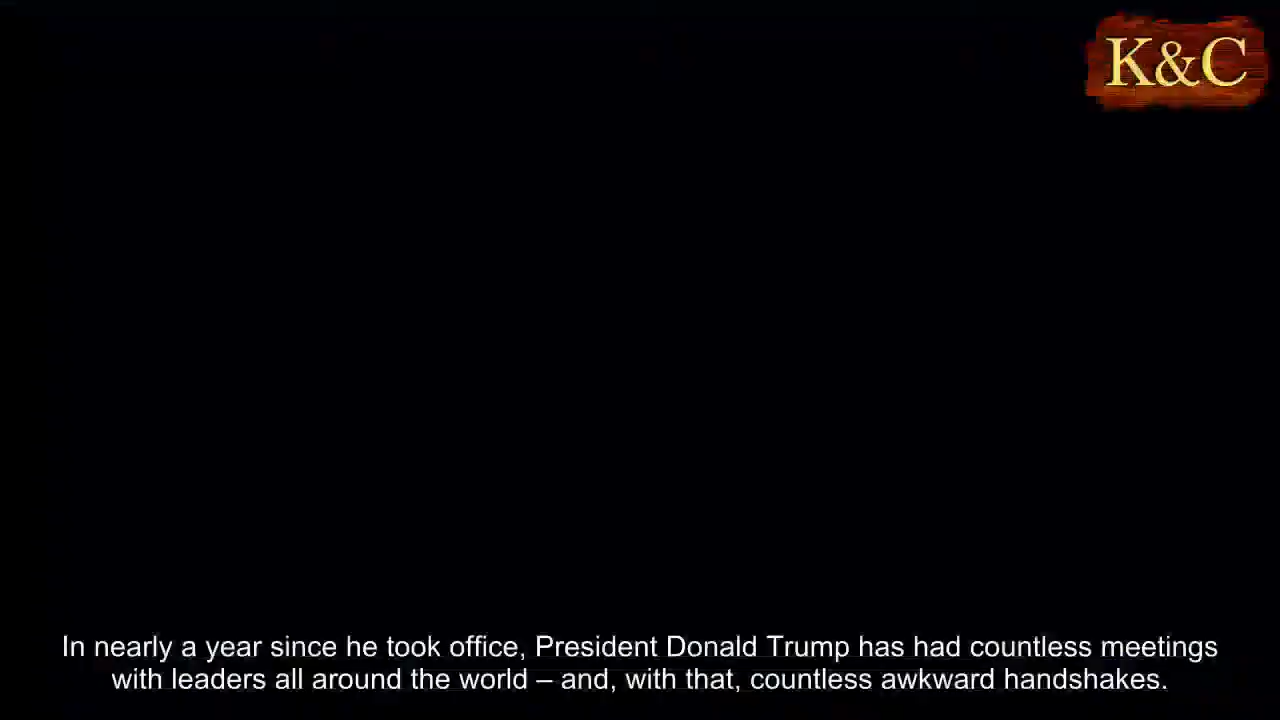 K&C
In nearly a year since he took office, President Donald Trump has had countless meetings
with leaders all around the world – and, with that, countless awkward handshakes.